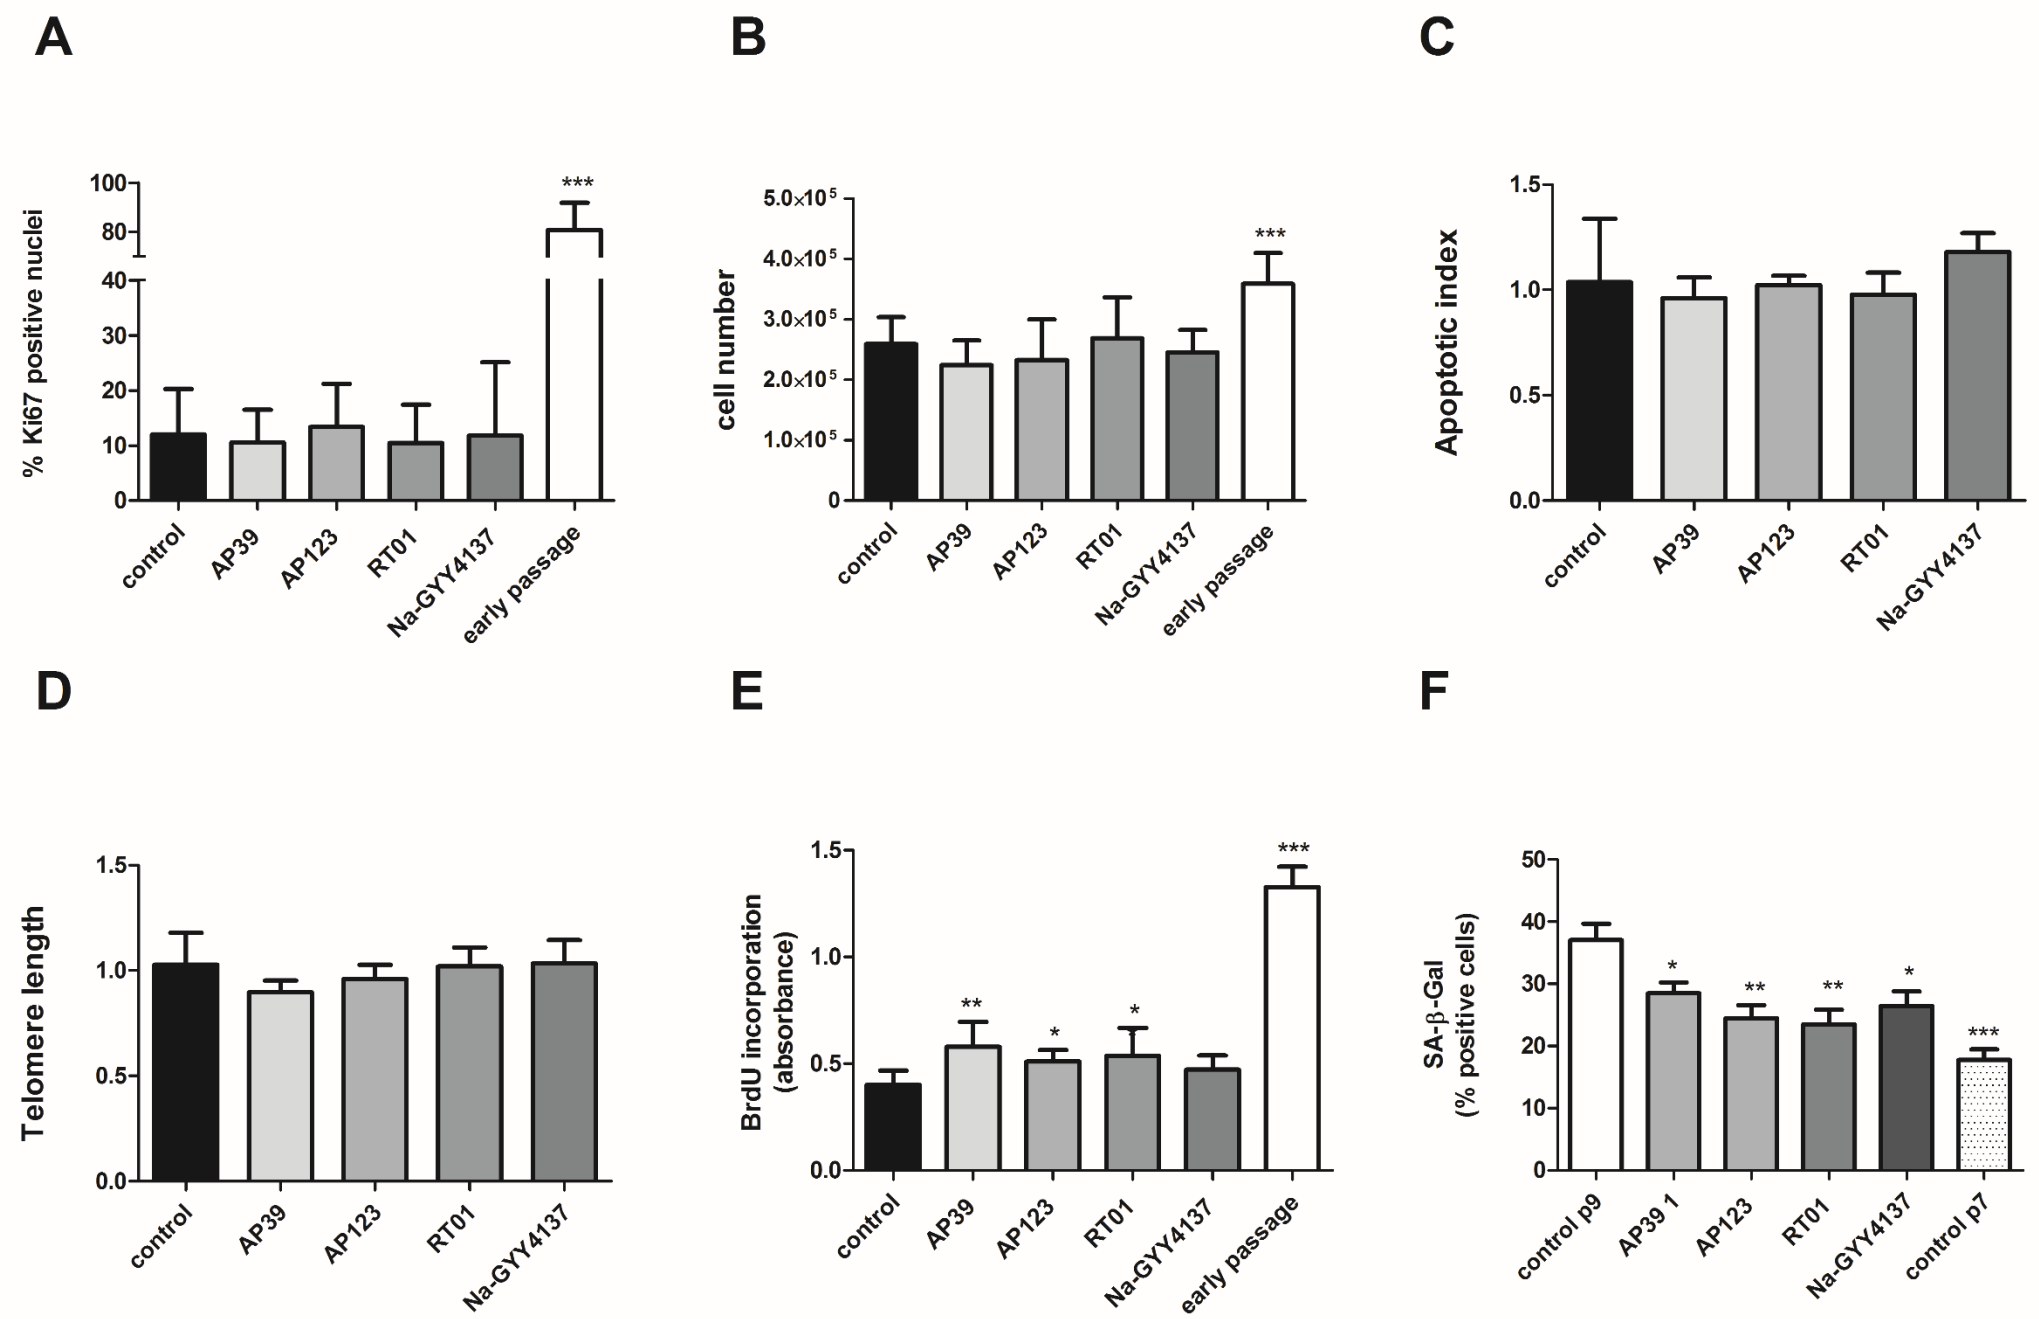 A
% Ki67 positive nuclei
100
80
40
30
20
10
0
***
control
AP39
AP123
RT01
Na-GYY4137
early passage
B
cell number
5.0×10⁵
4.0×10⁵
3.0×10⁵
2.0×10⁵
1.0×10⁵
0
***
control
AP39
AP123
RT01
Na-GYY4137
early passage
C
Apoptotic index
1.5
1.0
0.5
0.0
control
AP39
AP123
RT01
Na-GYY4137
D
Telomere length
1.5
1.0
0.5
0.0
control
AP39
AP123
RT01
Na-GYY4137
E
BrdU incorporation
(absorbance)
1.5
1.0
0.5
0.0
**
*
*
***
control
AP39
AP123
RT01
Na-GYY4137
early passage
F
SA-β-Gal
(% positive cells)
50
40
30
20
10
0
*
**
**
*
***
control p9
AP39 1
AP123
RT01
Na-GYY4137
control p7